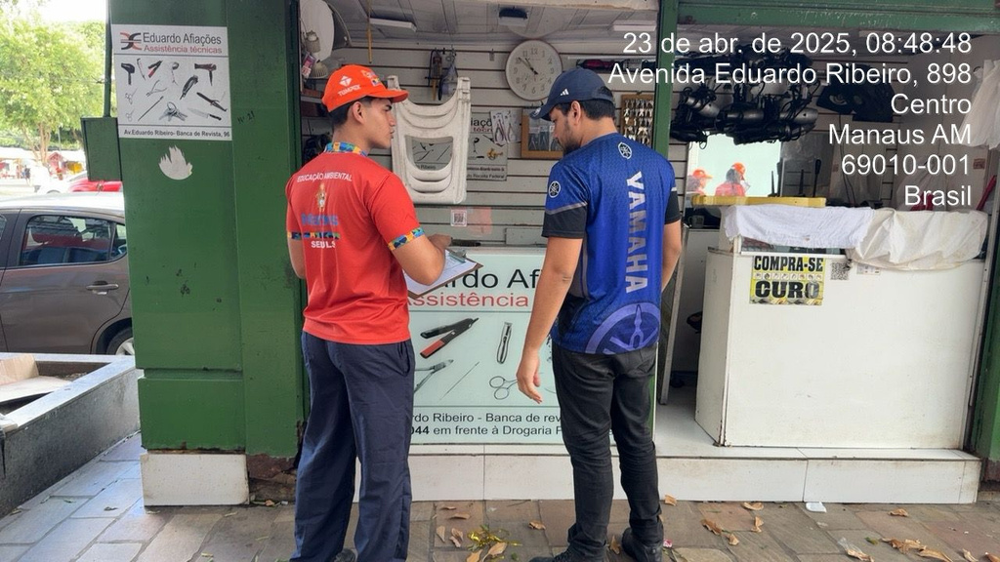 23 de abr. de 2025, 08:48:48
Avenida Eduardo Ribeiro, 898
Centro
Manaus AM
69010-001
Brasil
Eduardo Afiações
Assistência técnicas
Av.Eduardo Ribeiro- Banca de Revista, 96
EDUCAÇÃO AMBIENTAL
YAMAHA
COMPRA-SE
OURO
rdo Af
Assistência
rdo Ribeiro - Banca de rev
044 em frente à Drogaria